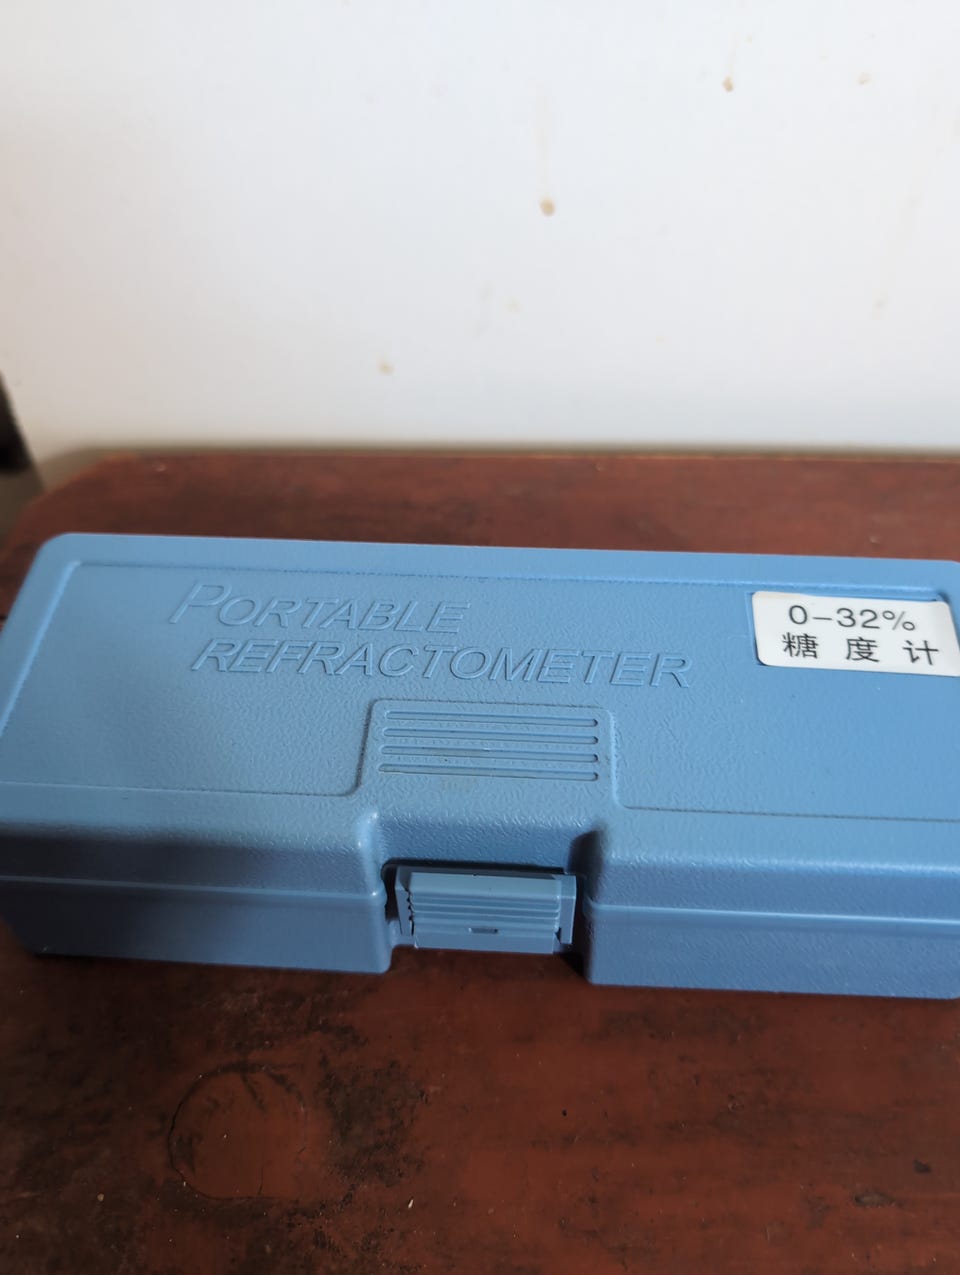 PORTABLE
REFRACTOMETER
0-32%
糖度计